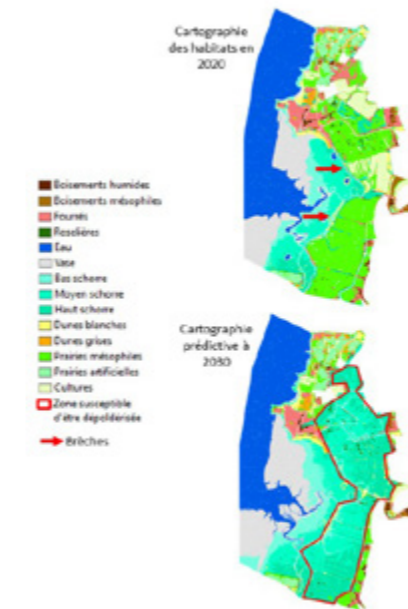 Cartographie
des habitats en
2020
Boisements humides
Boisements mésophiles
Fourrés
Roselières
Eau
Vase
Bas schorre
Moyen schorre
Haut schorre
Dunes blanches
Dunes grises
Prairies mésophiles
Prairies artificielles
Cultures
Zone susceptible
d'être dépoldérisée
Brèches
Cartographie
prédictive à
2030